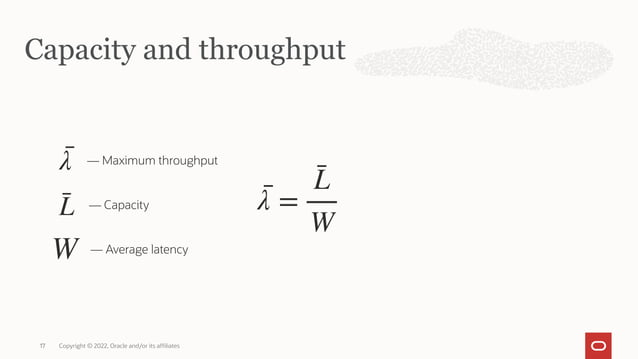 Capacity and throughput
λ̄ — Maximum throughput
L̄ — Capacity
W — Average latency
λ̄ = L̄ / W
17 Copyright © 2022, Oracle and/or its affiliates